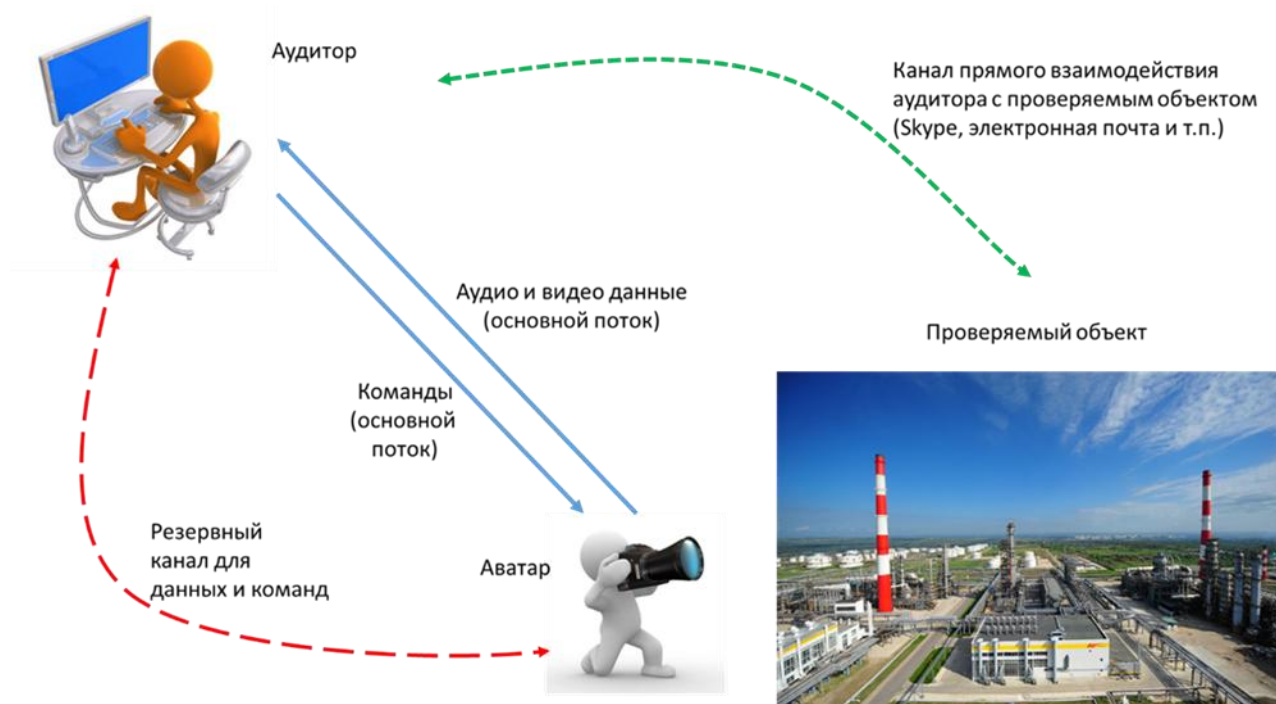 Аудитор
Канал прямого взаимодействия
аудитора с проверяемым объектом
(Skype, электронная почта и т.п.)
Аудио и видео данные
(основной поток)
Проверяемый объект
Команды
(основной
поток)
Резервный
канал для
данных и команд
Аватар